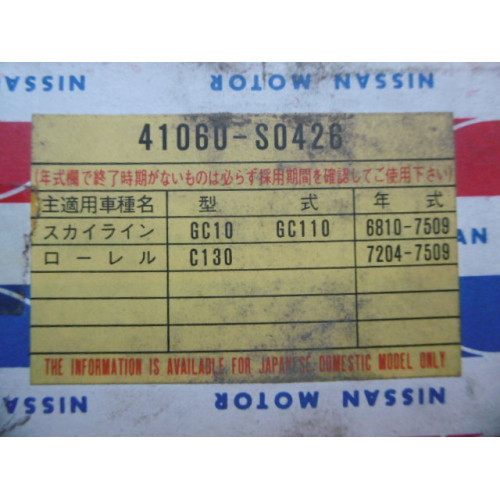 NISSAN NISSAN MOTOR NISSAN MOTOR
41060-S0426
(年式欄で終了時期がないものは必らず採用期間を確認してご使用下さい)
主適用車種名 型 式 年 式
スカイライン GC10 GC110 6810-7509
ローレル C130 7204-7509
THE INFORMATION IS AVAILABLE FOR JAPANESE DOMESTIC MODEL ONLY
NISSAN NISSAN MOTOR NISSAN MOTOR